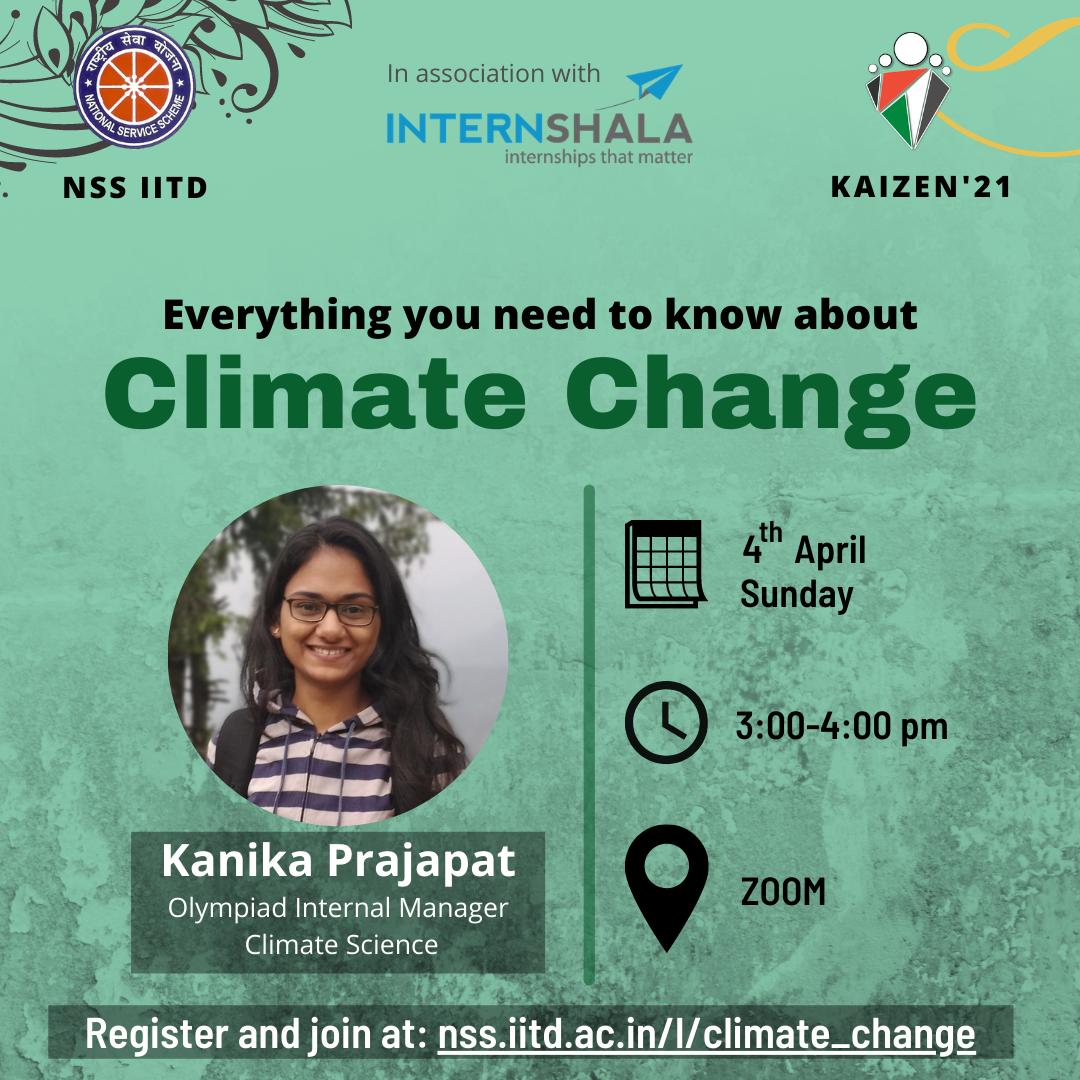 राष्ट्रीय सेवा योजना
NATIONAL SERVICE SCHEME
NSS IITD
In association with
INTERNSHALA
internships that matter
KAIZEN'21
Everything you need to know about
Climate Change
4th April
Sunday
3:00-4:00 pm
ZOOM
Kanika Prajapat
Olympiad Internal Manager
Climate Science
Register and join at: nss.iitd.ac.in/l/climate_change